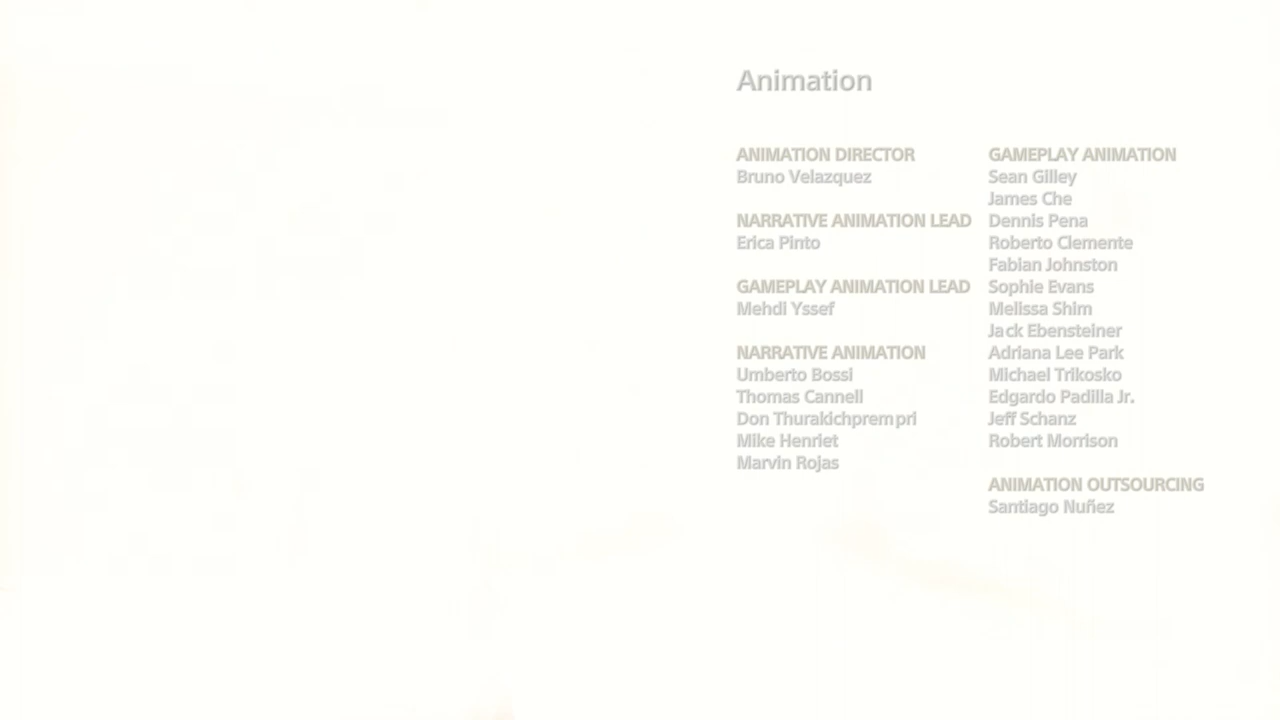 Animation
ANIMATION DIRECTOR
Bruno Velazquez
NARRATIVE ANIMATION LEAD
Erica Pinto
GAMEPLAY ANIMATION LEAD
Mehdi Yssef
NARRATIVE ANIMATION
Umberto Bossi
Thomas Cannell
Don Thurakichprempri
Mike Henriet
Marvin Rojas
GAMEPLAY ANIMATION
Sean Gilley
James Che
Dennis Pena
Roberto Clemente
Fabian Johnston
Sophie Evans
Melissa Shim
Jack Ebensteiner
Adriana Lee Park
Michael Trikosko
Edgardo Padilla Jr.
Jeff Schanz
Robert Morrison
ANIMATION OUTSOURCING
Santiago Nuñez